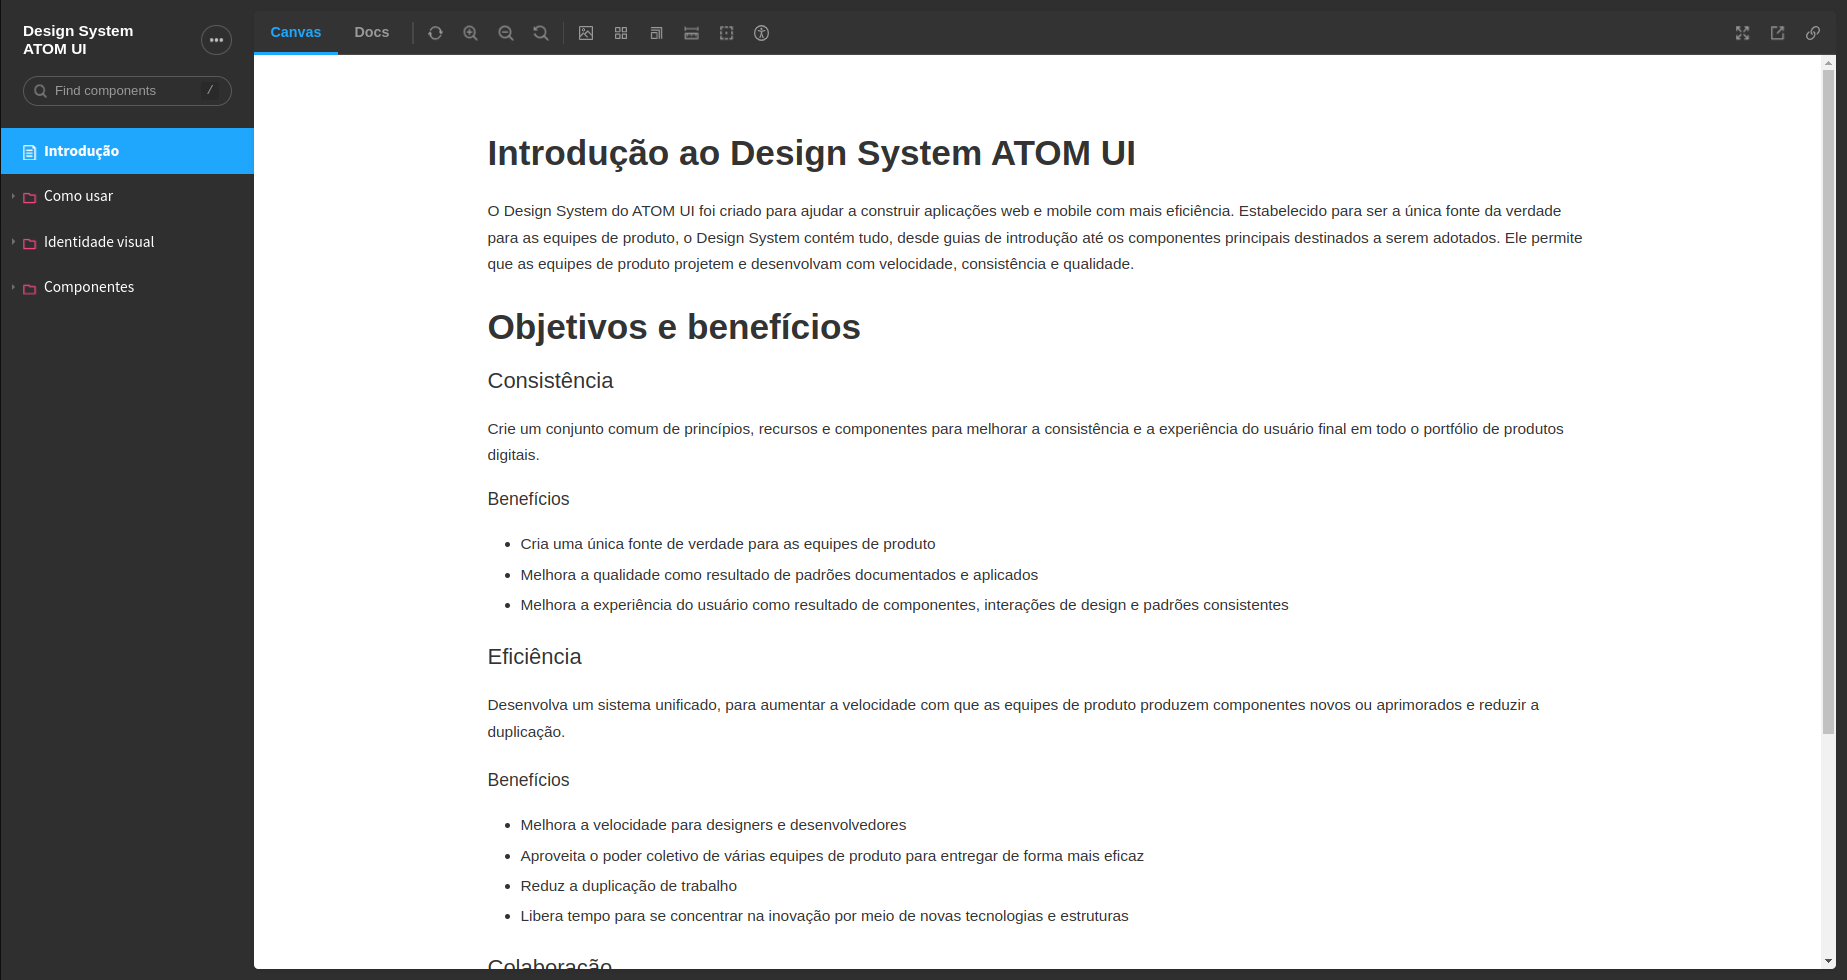 Design System
ATOM UI
Find components
/
Introdução
Como usar
Identidade visual
Componentes
Canvas
Docs
Introdução ao Design System ATOM UI
O Design System do ATOM UI foi criado para ajudar a construir aplicações web e mobile com mais eficiência. Estabelecido para ser a única fonte da verdade
para as equipes de produto, o Design System contém tudo, desde guias de introdução até os componentes principais destinados a serem adotados. Ele permite
que as equipes de produto projetem e desenvolvam com velocidade, consistência e qualidade.
Objetivos e benefícios
Consistência
Crie um conjunto comum de princípios, recursos e componentes para melhorar a consistência e a experiência do usuário final em todo o portfólio de produtos
digitais.
Benefícios
• Cria uma única fonte de verdade para as equipes de produto
• Melhora a qualidade como resultado de padrões documentados e aplicados
• Melhora a experiência do usuário como resultado de componentes, interações de design e padrões consistentes
Eficiência
Desenvolva um sistema unificado, para aumentar a velocidade com que as equipes de produto produzem componentes novos ou aprimorados e reduzir a
duplicação.
Benefícios
• Melhora a velocidade para designers e desenvolvedores
• Aproveita o poder coletivo de várias equipes de produto para entregar de forma mais eficaz
• Reduz a duplicação de trabalho
• Libera tempo para se concentrar na inovação por meio de novas tecnologias e estruturas
Colaboração